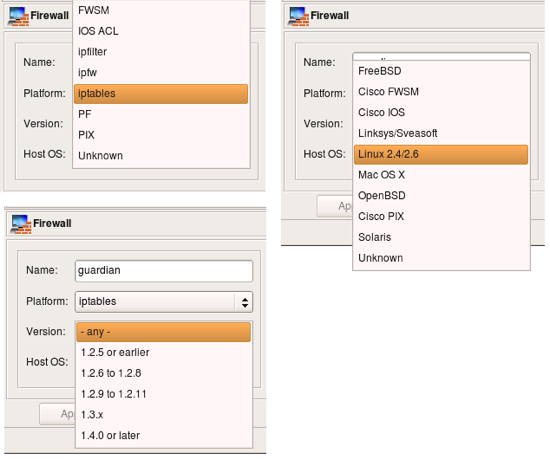 Firewall
FWSM
IOS ACL
Name:
ipfilter
ipfw
Platform:
iptables
PF
Version:
PIX
Host OS:
Unknown
Firewall
Name:
FreeBSD
Platform:
Cisco FWSM
Cisco IOS
Version:
Linksys/Sveasoft
Host OS:
Linux 2.4/2.6
Mac OS X
OpenBSD
Ap
Cisco PIX
Solaris
Unknown
Firewall
Name: guardian
Platform: iptables
Version: - any -
1.2.5 or earlier
Host OS:
1.2.6 to 1.2.8
1.2.9 to 1.2.11
Ap
1.3.x
1.4.0 or later